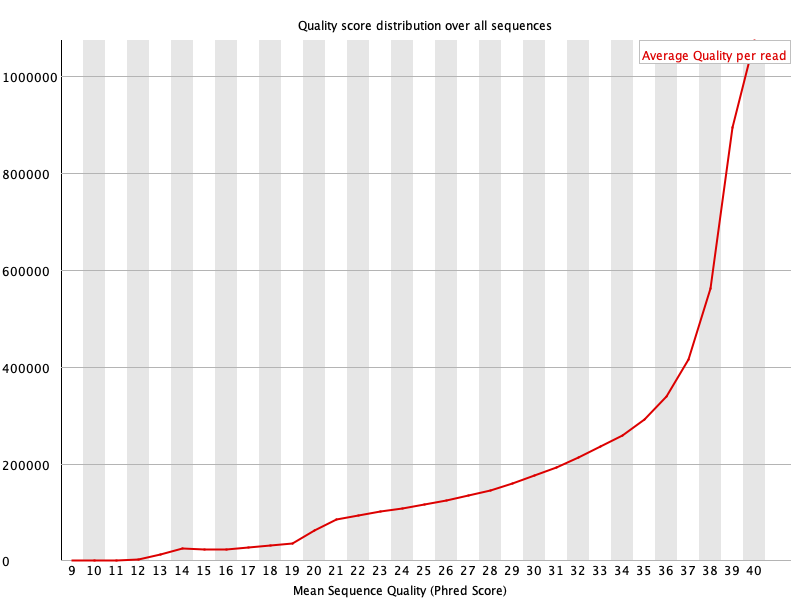 Quality score distribution over all sequences
Average Quality per read
1000000
800000
600000
400000
200000
0
9 10 11 12 13 14 15 16 17 18 19 20 21 22 23 24 25 26 27 28 29 30 31 32 33 34 35 36 37 38 39 40
Mean Sequence Quality (Phred Score)